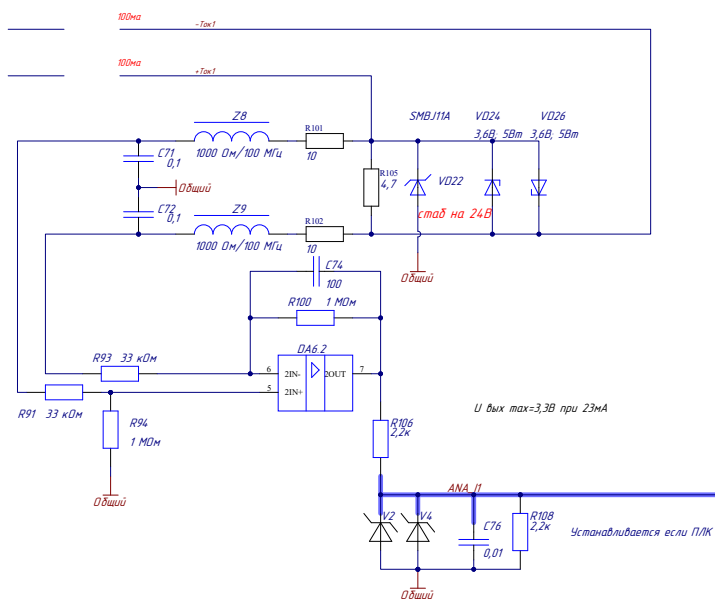 100ма
-Ток1
100ма
+Ток1
Z8
R101
SMBJ11A
VD24
VD26
1000 Ом/100 МГц
10
3,6В; 5Вт
3,6В; 5Вт
C71
0,1
R105
4,7
VD22
Общий
C72
0,1
Z9
R102
стаб на 24В
1000 Ом/100 МГц
10
C74
100
Общий
R100
1 МОм
DA6.2
R93
33 кОм
6
2IN-
2OUT
7
5
2IN+
R91
33 кОм
R94
1 МОм
U вых max=3,3В при 23мА
R106
2,2к
Общий
ANA_I1
V2
V4
C76
0,01
R108
2,2к
Устанавливается если ПЛК
Общий